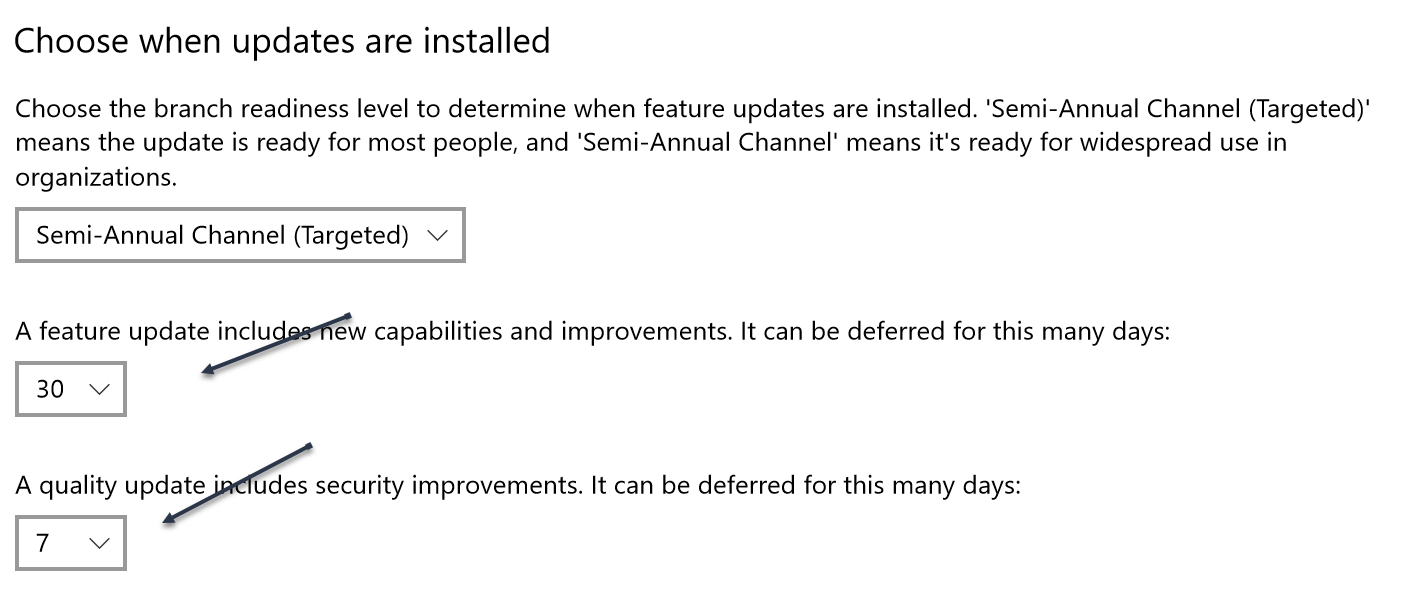 Choose when updates are installed
Choose the branch readiness level to determine when feature updates are installed. 'Semi-Annual Channel (Targeted)'
means the update is ready for most people, and 'Semi-Annual Channel' means it's ready for widespread use in
organizations.
Semi-Annual Channel (Targeted)
A feature update includes new capabilities and improvements. It can be deferred for this many days:
30
A quality update includes security improvements. It can be deferred for this many days:
7